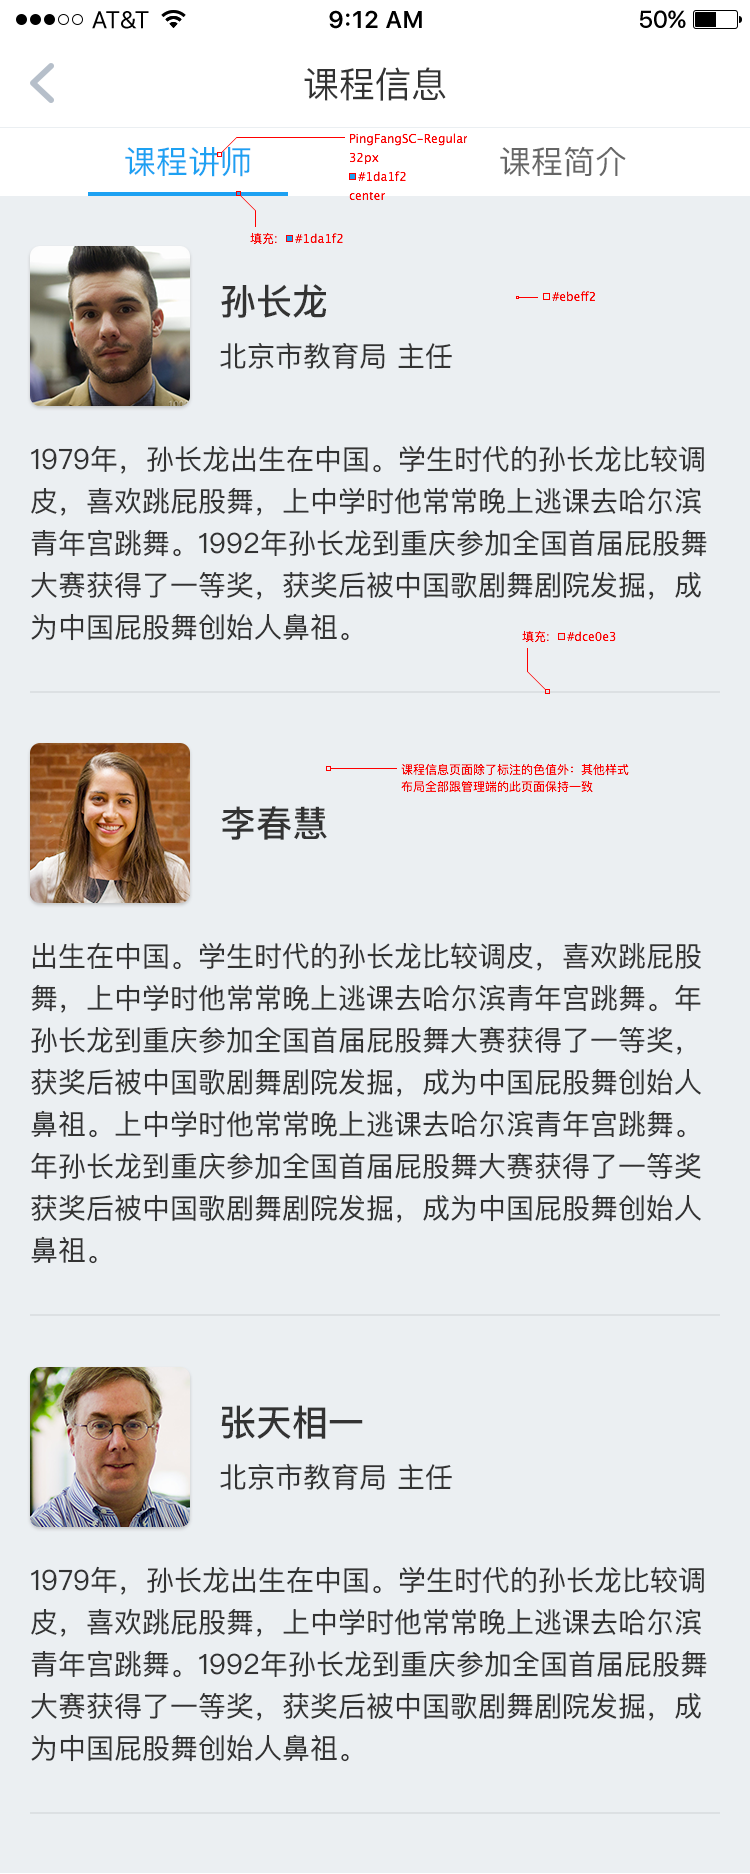 AT&T
9:12 AM
50%
课程信息
课程讲师
课程简介
PingFangSC-Regular
32px
#1da1f2
center
填充: #1da1f2
孙长龙
#ebeff2
北京市教育局 主任
1979年，孙长龙出生在中国。学生时代的孙长龙比较调
皮，喜欢跳屁股舞，上中学时他常常晚上逃课去哈尔滨
青年宫跳舞。1992年孙长龙到重庆参加全国首届屁股舞
大赛获得了一等奖，获奖后被中国歌剧舞剧院发掘，成
为中国屁股舞创始人鼻祖。
填充: #dce0e3
课程信息页面除了标注的色值外：其他样式
布局全部跟管理端的此页面保持一致
李春慧
出生在中国。学生时代的孙长龙比较调皮，喜欢跳屁股
舞，上中学时他常常晚上逃课去哈尔滨青年宫跳舞。年
孙长龙到重庆参加全国首届屁股舞大赛获得了一等奖，
获奖后被中国歌剧舞剧院发掘，成为中国屁股舞创始人
鼻祖。上中学时他常常晚上逃课去哈尔滨青年宫跳舞。
年孙长龙到重庆参加全国首届屁股舞大赛获得了一等奖
获奖后被中国歌剧舞剧院发掘，成为中国屁股舞创始人
鼻祖。
张天相一
北京市教育局 主任
1979年，孙长龙出生在中国。学生时代的孙长龙比较调
皮，喜欢跳屁股舞，上中学时他常常晚上逃课去哈尔滨
青年宫跳舞。1992年孙长龙到重庆参加全国首届屁股舞
大赛获得了一等奖，获奖后被中国歌剧舞剧院发掘，成
为中国屁股舞创始人鼻祖。